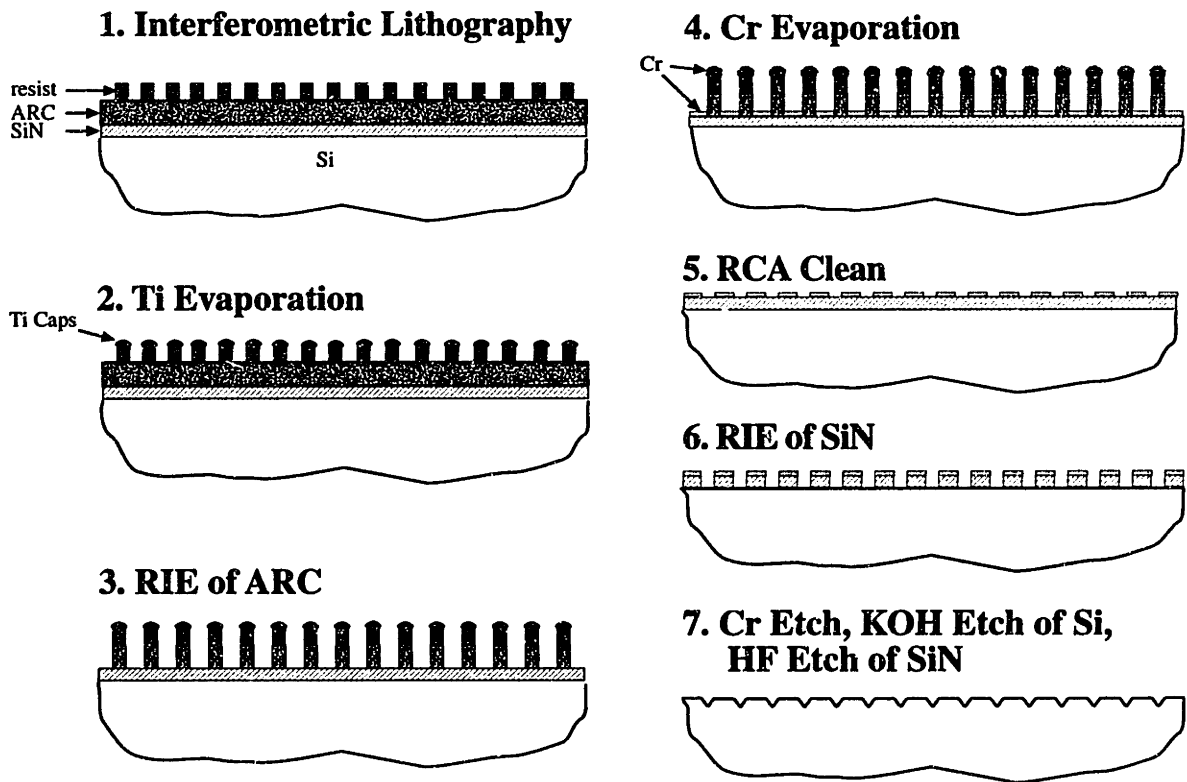 1. Interferometric Lithography
resist
ARC
SiN
Si
2. Ti Evaporation
Ti Caps
3. RIE of ARC
4. Cr Evaporation
Cr
5. RCA Clean
6. RIE of SiN
7. Cr Etch, KOH Etch of Si,
HF Etch of SiN